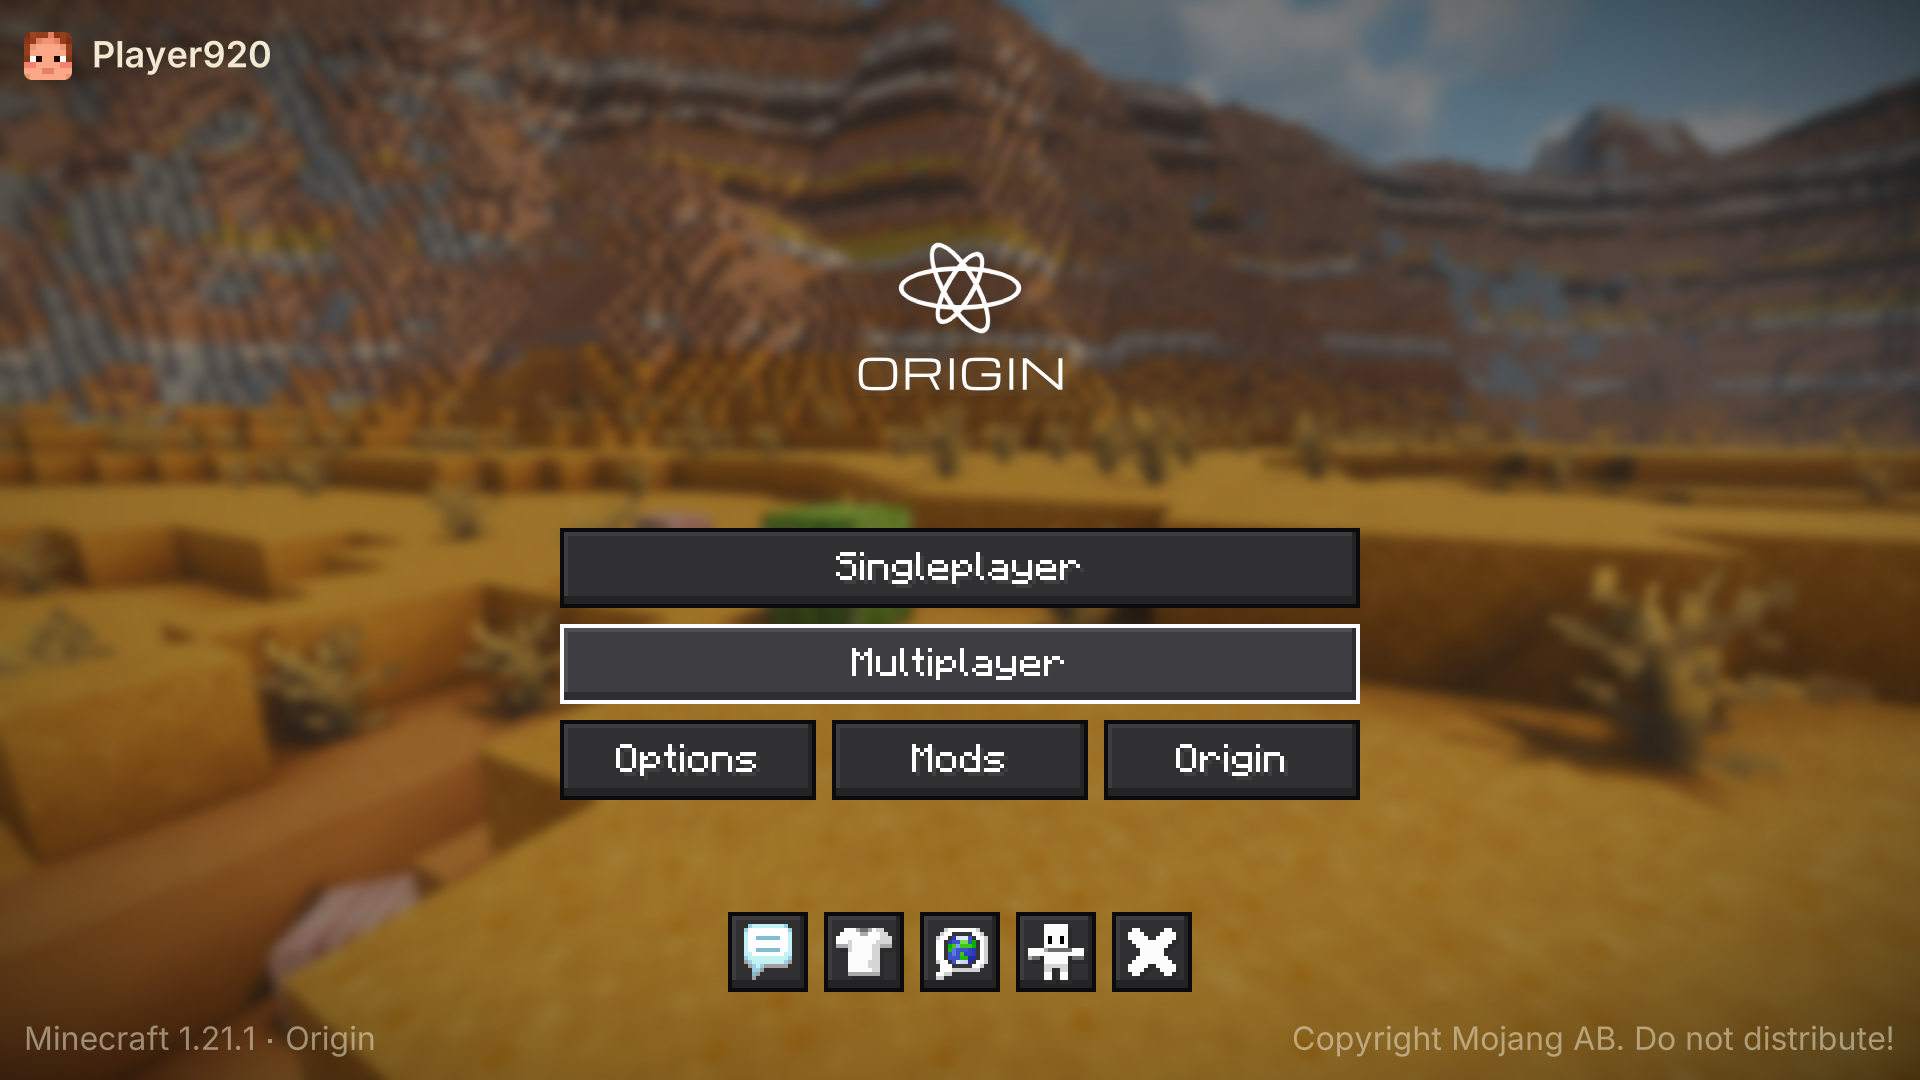 Player920
ORIGIN
Singleplayer
Multiplayer
Options
Mods
Origin
Minecraft 1.21.1 · Origin
Copyright Mojang AB. Do not distribute!